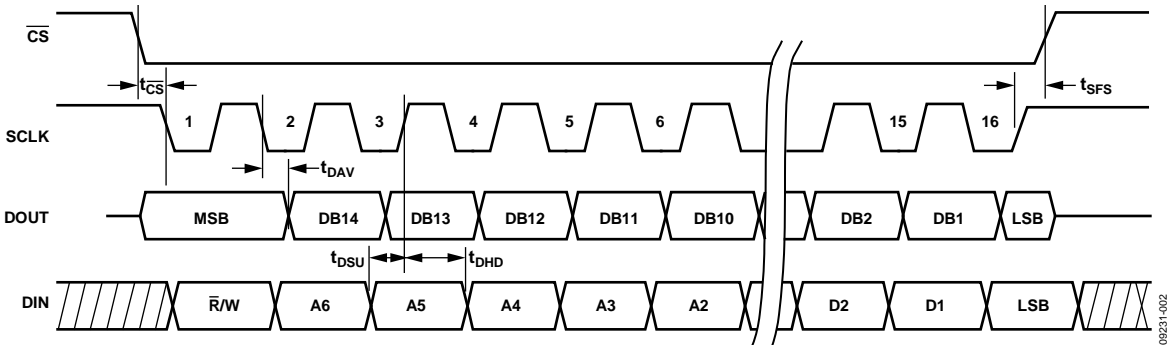 CS
tCS
tSFS
SCLK
1 2 3 4 5 6 15 16
tDAV
DOUT
MSB DB14 DB13 DB12 DB11 DB10 DB2 DB1 LSB
tDSU tDHD
DIN
R/W A6 A5 A4 A3 A2 D2 D1 LSB
09231-002